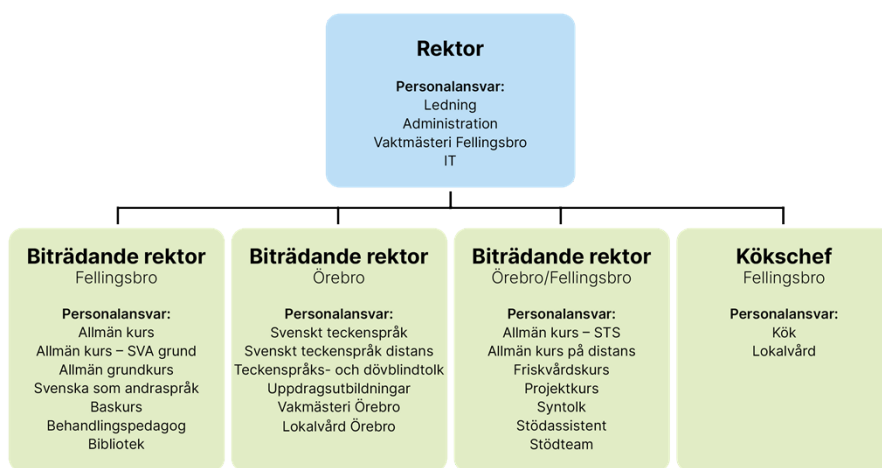 Rektor
Personalansvar:
Ledning
Administration
Vaktmästeri Fellingsbro
IT
Biträdande rektor
Fellingsbro
Personalansvar:
Allmän kurs
Allmän kurs – SVA grund
Allmän grundkurs
Svenska som andraspråk
Baskurs
Behandlingspedagog
Bibliotek
Biträdande rektor
Örebro
Personalansvar:
Svenskt teckenspråk
Svenskt teckenspråk distans
Teckenspråks- och dövblindtolk
Uppdragsutbildningar
Vakmästeri Örebro
Lokalvård Örebro
Biträdande rektor
Örebro/Fellingsbro
Personalansvar:
Allmän kurs – STS
Allmän kurs på distans
Friskvårdskurs
Projektkurs
Syntolk
Stödassistent
Stödteam
Kökschef
Fellingsbro
Personalansvar:
Kök
Lokalvård